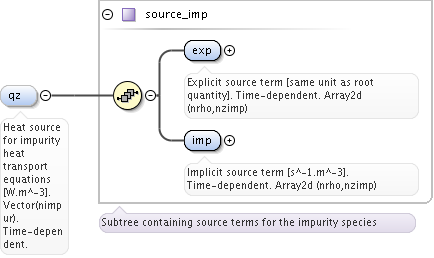 source_imp
exp
Explicit source term [same unit as root
quantity]. Time-dependent. Array2d
(nrho,nzimp)
qz
Heat source
for impurity
heat
transport
equations
[W.m^-3].
Vector(nimp
ur).
Time-depen
dent.
imp
Implicit source term [s^-1.m^-3].
Time-dependent. Array2d (nrho,nzimp)
Subtree containing source terms for the impurity species